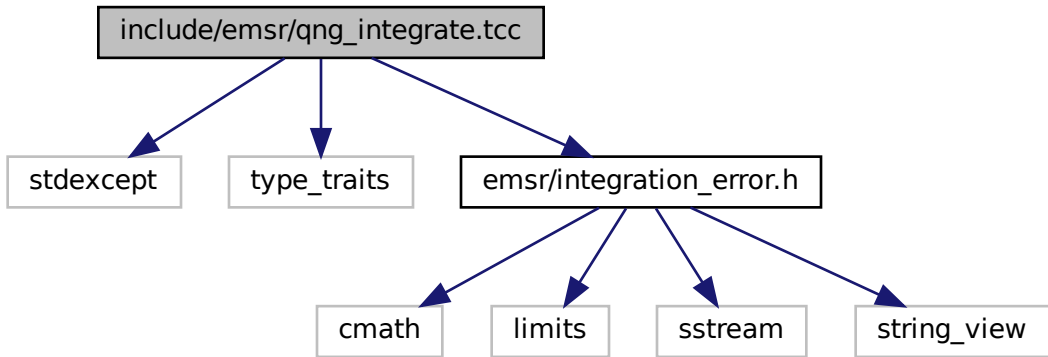 include/emsr/qng_integrate.tcc
stdexcept
type_traits
emsr/integration_error.h
cmath
limits
sstream
string_view